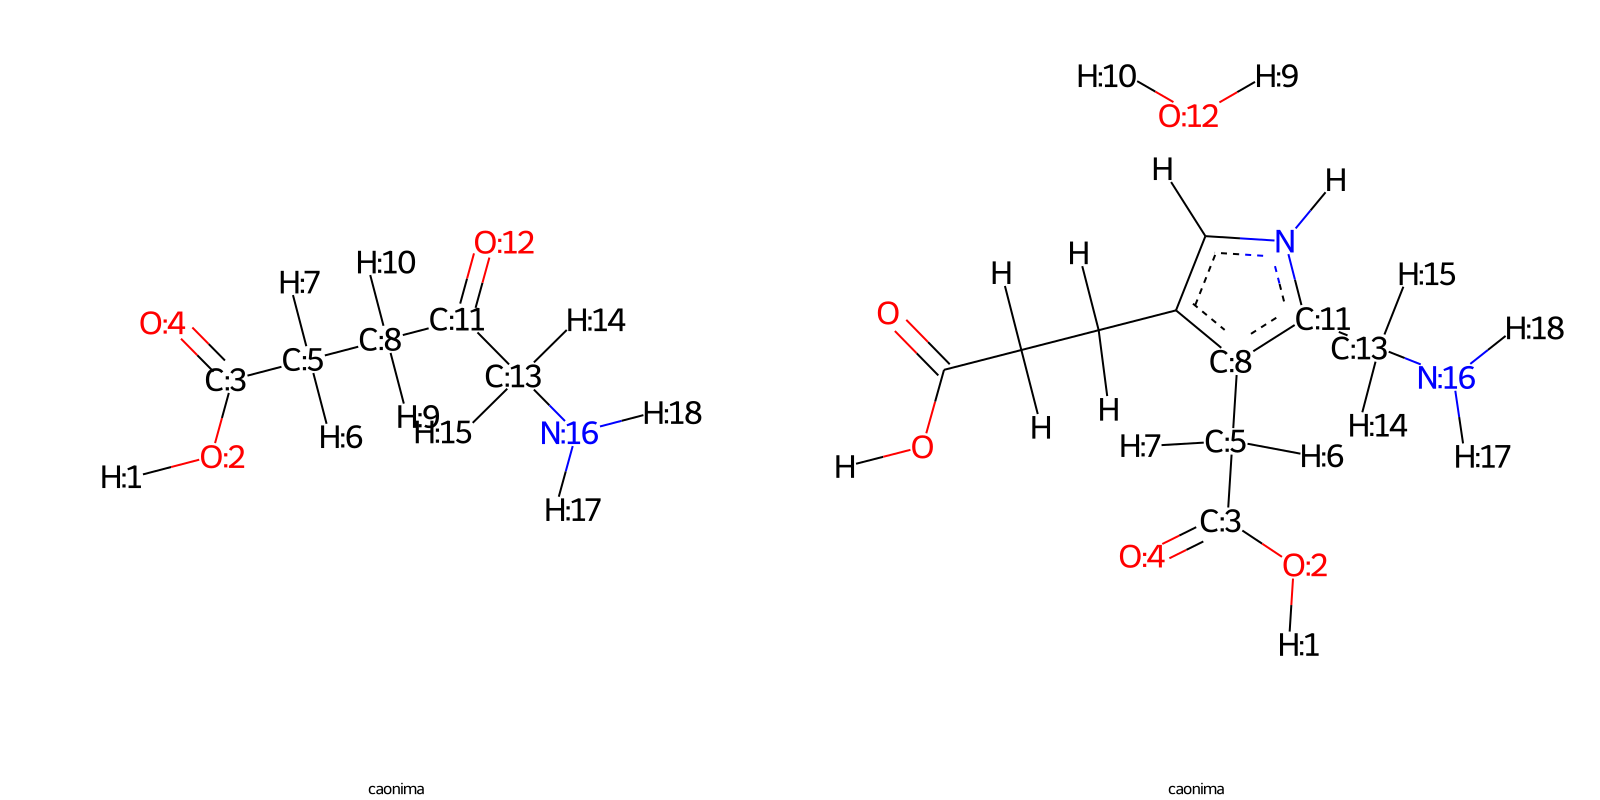 H:10 H:9
O:12
H H
O:12 N
H:10 H H
H:7 H:15
O:4 C:11 H:14 O C:11 H:18
C:8 C:13
C:5 C:8
C:3 C:13 N:16
H:9 H:15 H:18 H H:14
H:6 N:16 H H:7 C:5 H:6 H:17
O:2 O
H:1 H
H:17 C:3
O:4 O:2
H:1
caonima caonima